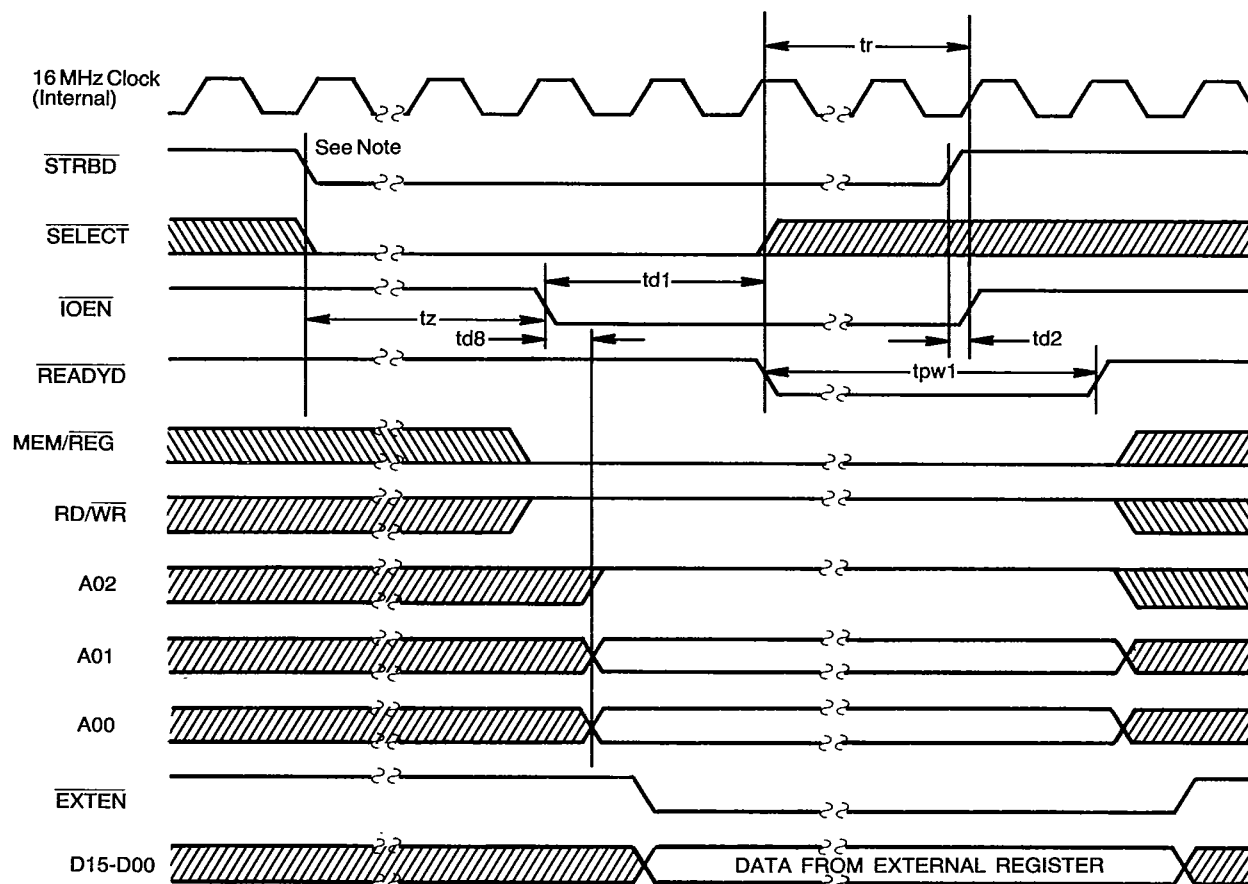 tr
16 MHz Clock
(Internal)
See Note
STRBD
SELECT
td1
IOEN
tz
td8
td2
READYD
tpw1
MEM/REG
RD/WR
A02
A01
A00
EXTEN
D15-D00
DATA FROM EXTERNAL REGISTER